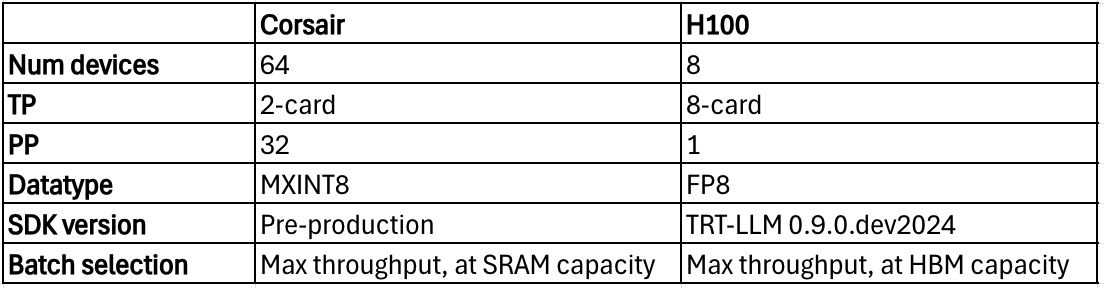 Corsair H100
Num devices 64 8
TP 2-card 8-card
PP 32 1
Datatype MXINT8 FP8
SDK version Pre-production TRT-LLM 0.9.0.dev2024
Batch selection Max throughput, at SRAM capacity Max throughput, at HBM capacity